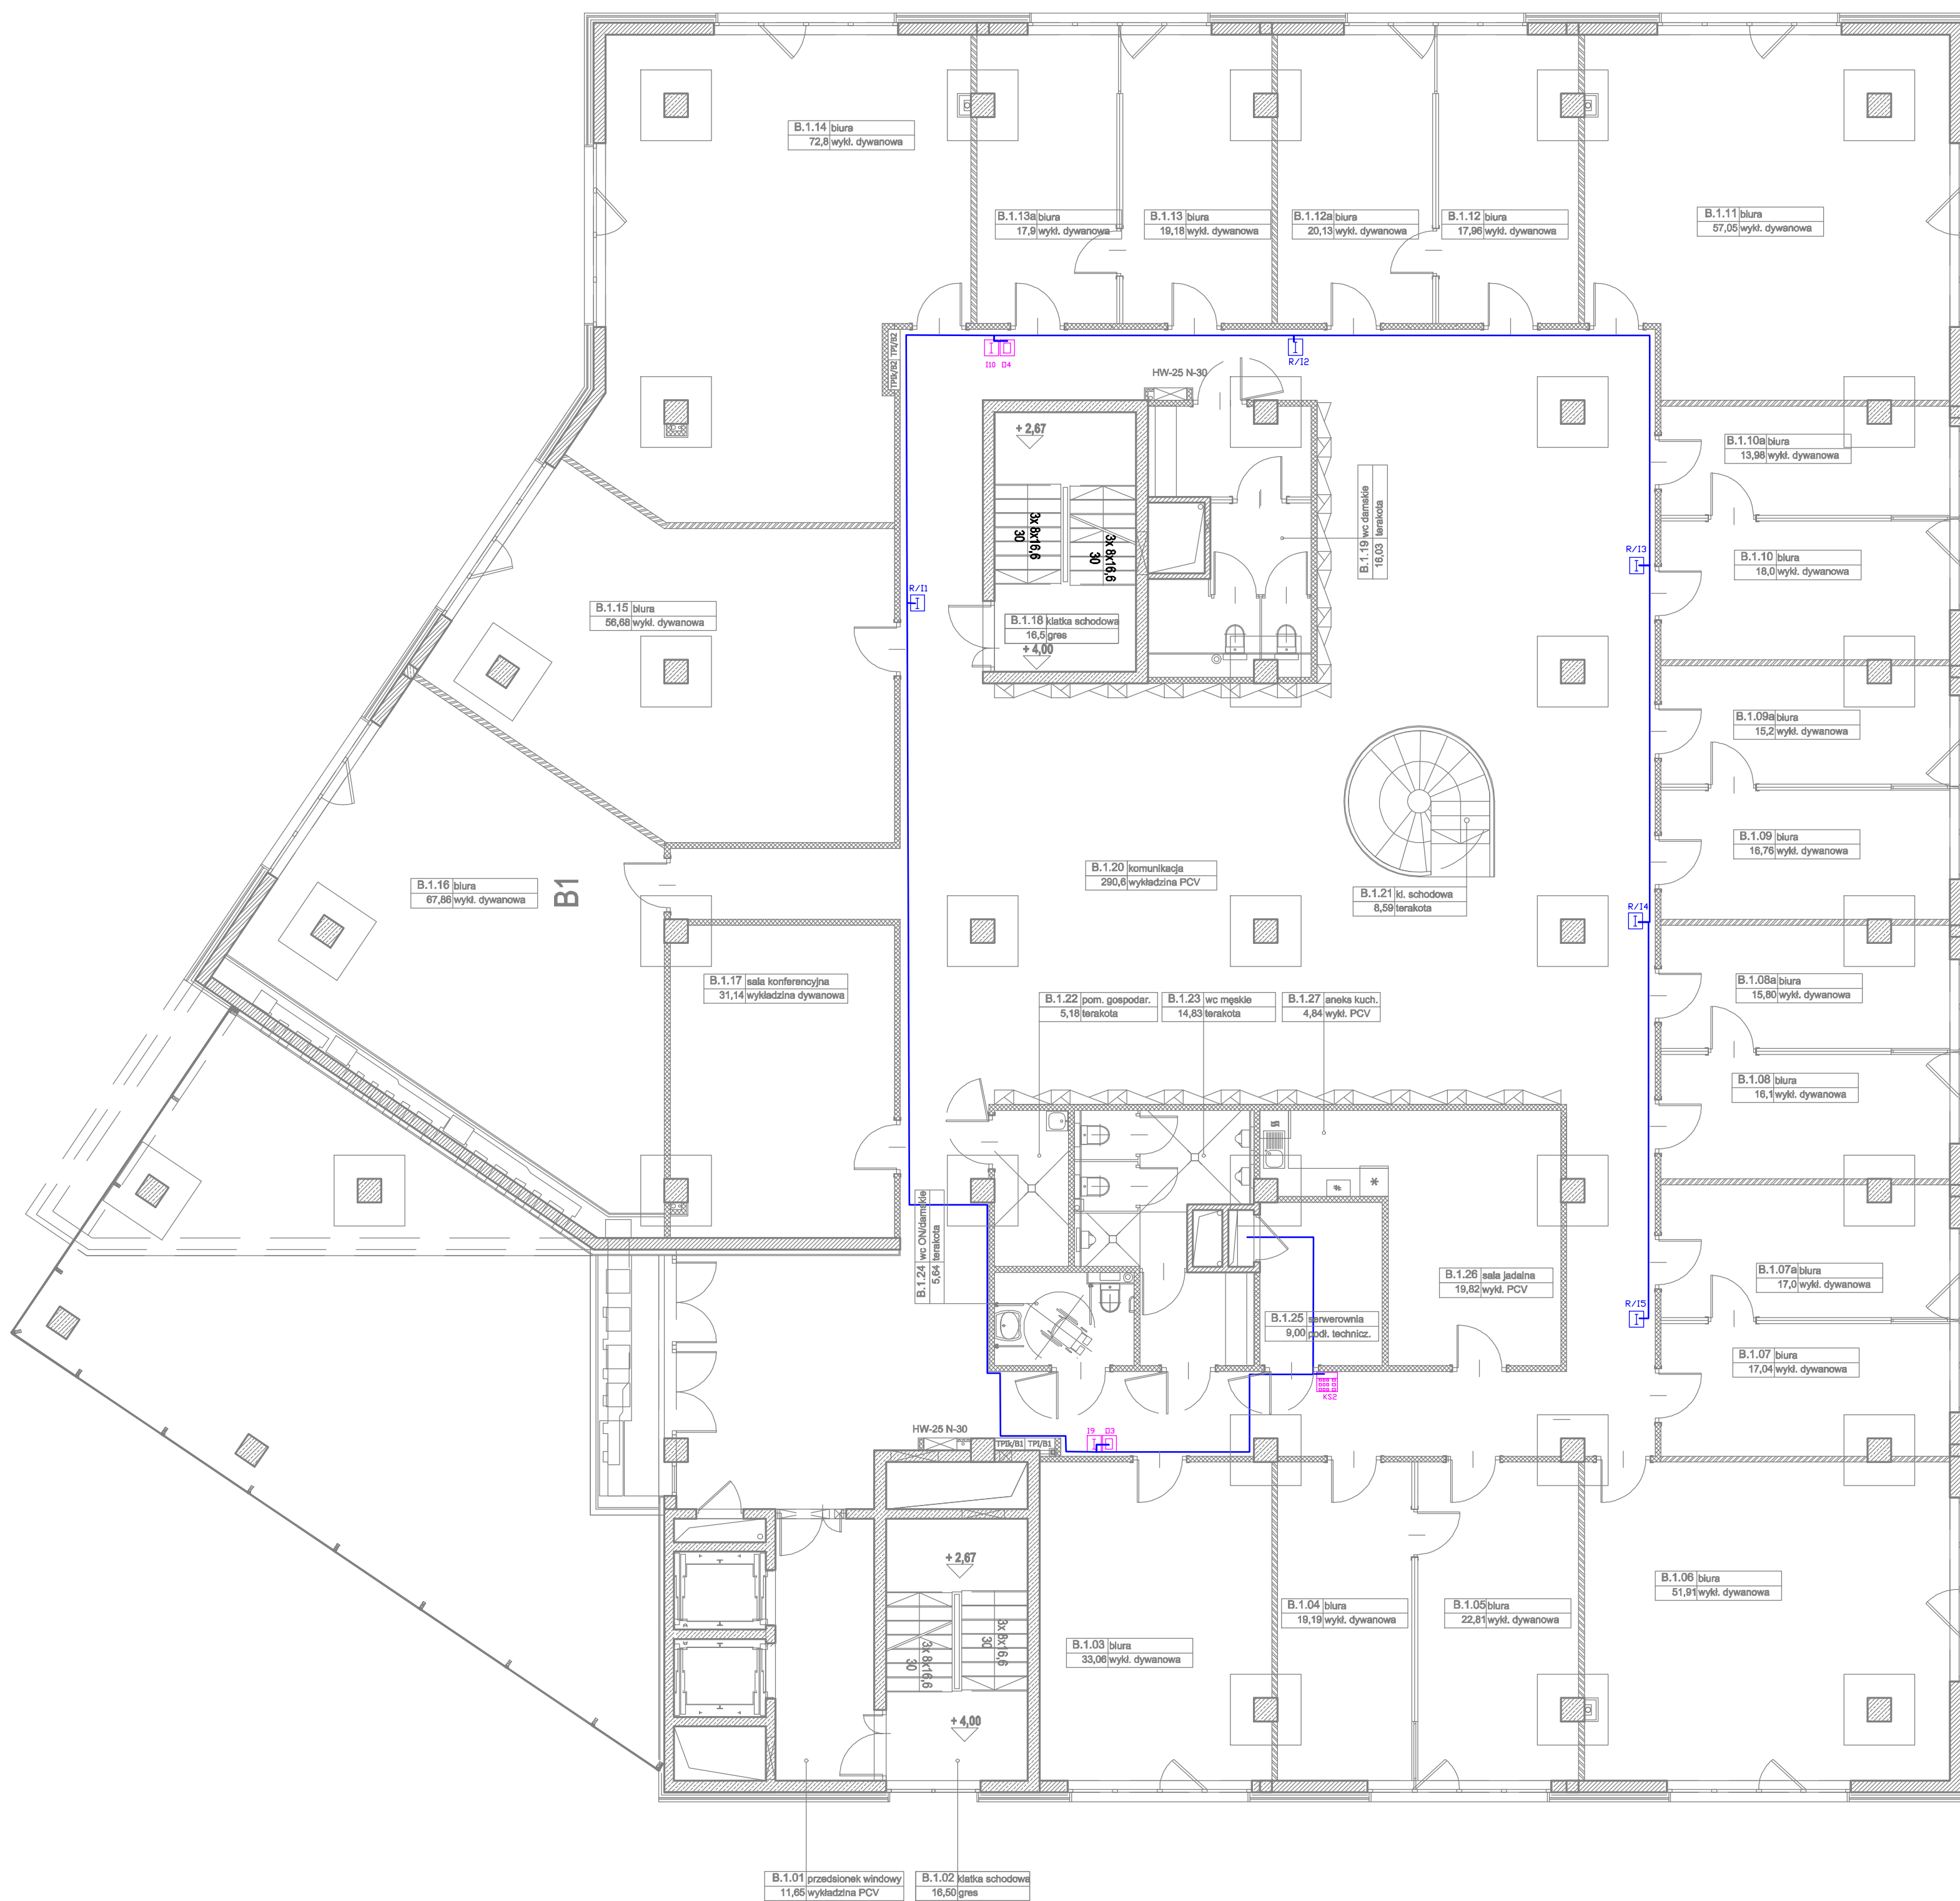 B.1.14 biura
72,8 wykł. dywanowa
B.1.13a biura
17,9 wykł. dywanowa
B.1.13 biura
19,18 wykł. dywanowa
B.1.12a biura
20,13 wykł. dywanowa
B.1.12 biura
17,96 wykł. dywanowa
B.1.11 biura
57,05 wykł. dywanowa
TPIk/B2 TPI/B2
I10 D4
R/I2
HW-25 N-30
+ 2,67
B.1.10a biura
13,98 wykł. dywanowa
B.1.19 wc damskie
16,03 terakota
3x 8x16,6
30
3x 8x16,6
30
R/I3
B.1.10 biura
18,0 wykł. dywanowa
R/I1
B.1.15 biura
56,68 wykł. dywanowa
B.1.18 klatka schodowa
16,5 gres
+ 4,00
B.1.09a biura
15,2 wykł. dywanowa
B.1.09 biura
16,76 wykł. dywanowa
B.1.20 komunikacja
290,6 wykładzina PCV
B.1.16 biura
67,86 wykł. dywanowa
B1
B.1.21 kl. schodowa
8,59 terakota
R/I4
B.1.17 sala konferencyjna
31,14 wykładzina dywanowa
B.1.08a biura
15,80 wykł. dywanowa
B.1.22 pom. gospodar.
5,18 terakota
B.1.23 wc męskie
14,83 terakota
B.1.27 aneks kuch.
4,84 wykł. PCV
B.1.08 biura
16,1 wykł. dywanowa
B.1.24 wc ON/damskie
5,64 terakota
B.1.26 sala jadalna
19,82 wykł. PCV
B.1.07a biura
17,0 wykł. dywanowa
R/I5
B.1.25 serwerownia
9,00 podł. technicz.
B.1.07 biura
17,04 wykł. dywanowa
KS2
HW-25 N-30
TPIk/B1 TPI/B1
I9 D3
+ 2,67
B.1.06 biura
51,91 wykł. dywanowa
B.1.04 biura
19,19 wykł. dywanowa
B.1.05 biura
22,81 wykł. dywanowa
B.1.03 biura
33,06 wykł. dywanowa
3x 8x16,6
30
3x 8x16,6
30
+ 4,00
B.1.01 przedsionek windowy
11,65 wykładzina PCV
B.1.02 klatka schodowa
16,50 gres